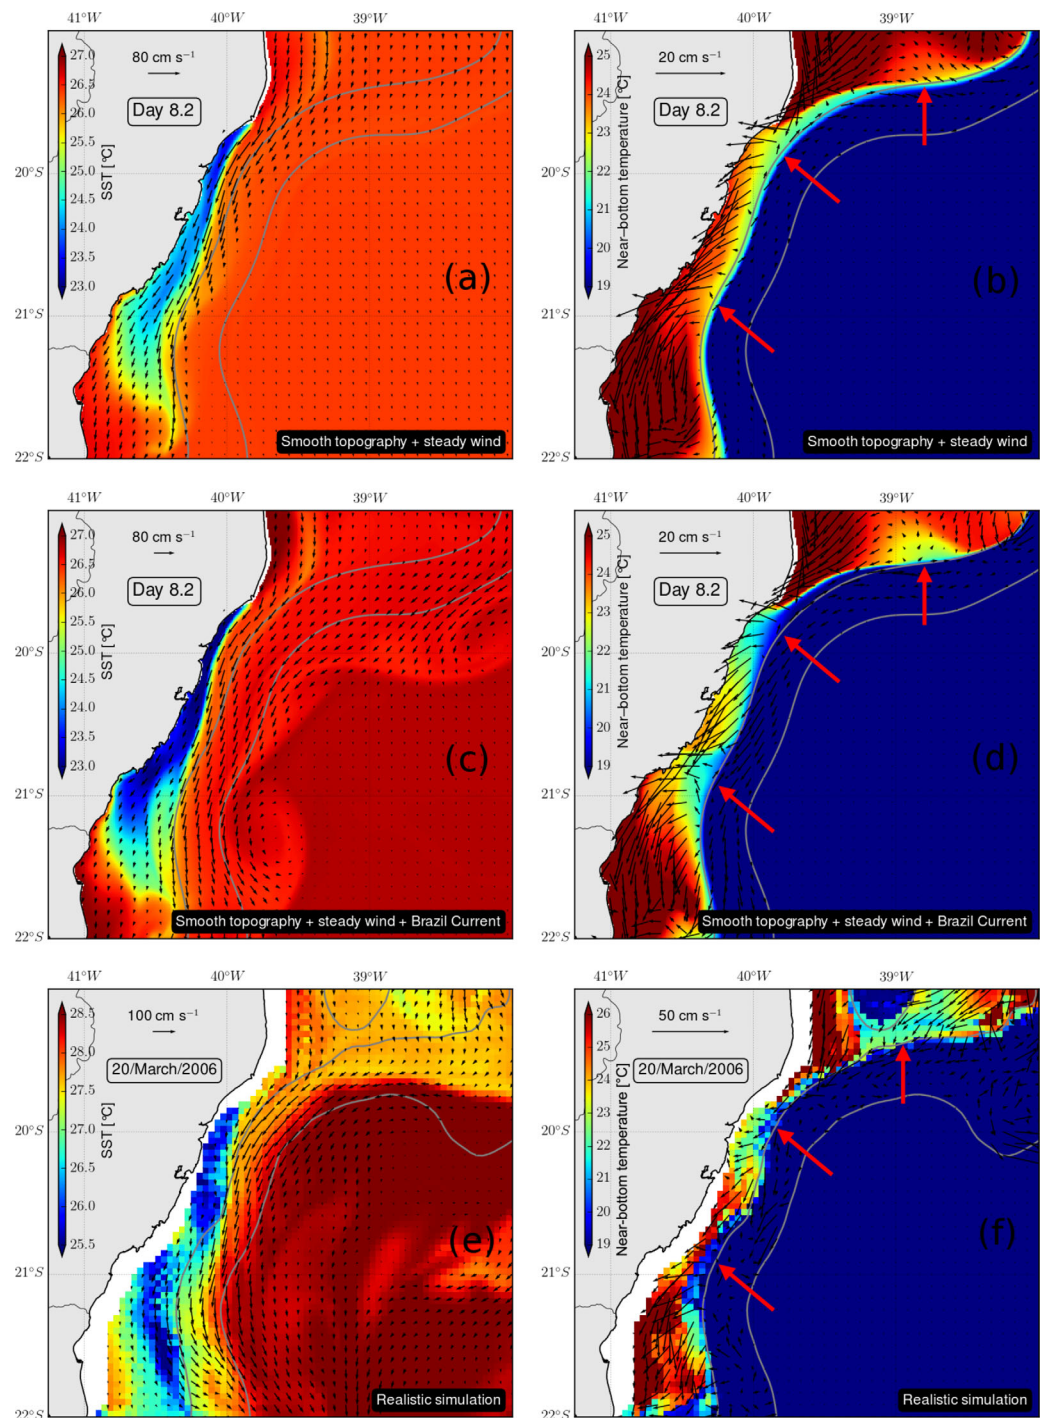 41°W 40°W 39°W
41°W 40°W 39°W
80 cm s⁻¹
Day 8.2
SST [°C]
27.0
26.5
26.0
25.5
25.0
24.5
24.0
23.5
23.0
20°S
21°S
22°S
(a)
Smooth topography + steady wind
20 cm s⁻¹
Day 8.2
Near-bottom temperature [°C]
25
24
23
22
21
20
19
20°S
21°S
22°S
(b)
Smooth topography + steady wind
41°W 40°W 39°W
41°W 40°W 39°W
80 cm s⁻¹
Day 8.2
SST [°C]
27.0
26.5
26.0
25.5
25.0
24.5
24.0
23.5
23.0
20°S
21°S
22°S
(c)
Smooth topography + steady wind + Brazil Current
20 cm s⁻¹
Day 8.2
Near-bottom temperature [°C]
25
24
23
22
21
20
19
20°S
21°S
22°S
(d)
Smooth topography + steady wind + Brazil Current
41°W 40°W 39°W
41°W 40°W 39°W
100 cm s⁻¹
20/March/2006
SST [°C]
28.5
28.0
27.5
27.0
26.5
26.0
25.5
20°S
21°S
22°S
(e)
Realistic simulation
50 cm s⁻¹
20/March/2006
Near-bottom temperature [°C]
26
25
24
23
22
21
20
19
20°S
21°S
22°S
(f)
Realistic simulation